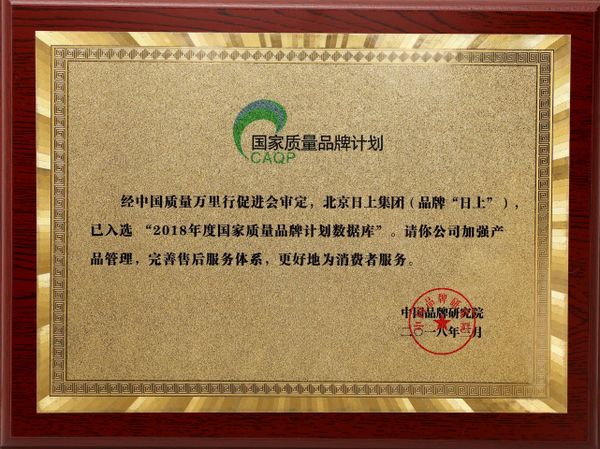 国家质量品牌计划
CAQP
经中国质量万里行促进会审定，北京日上集团（品牌“日上”），
已入选“2018年度国家质量品牌计划数据库”。请你公司加强产
品管理，完善售后服务体系，更好地为消费者服务。
中国品牌研究院
二〇一八年三月